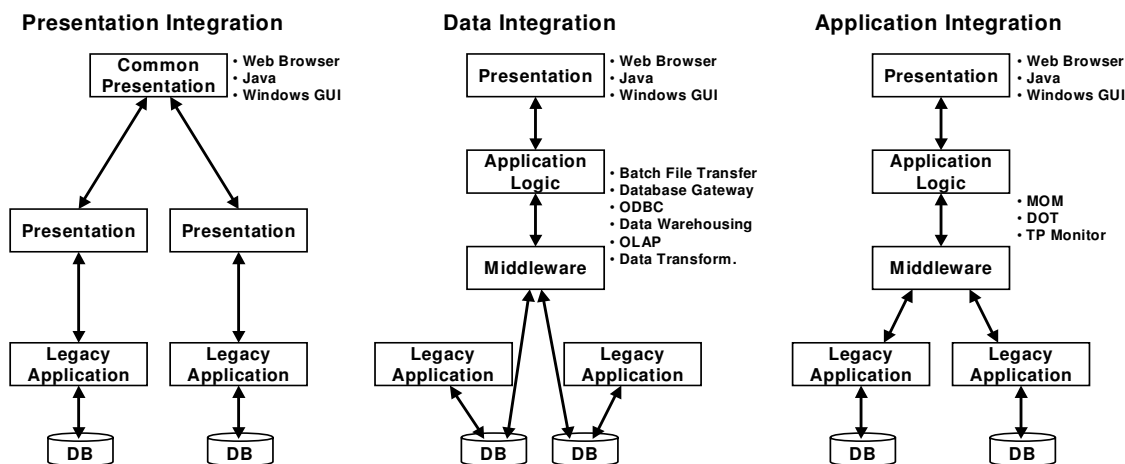 Presentation Integration
Common
Presentation
• Web Browser
• Java
• Windows GUI
Presentation
Presentation
Legacy
Application
Legacy
Application
DB
DB
Data Integration
Presentation
• Web Browser
• Java
• Windows GUI
Application
Logic
• Batch File Transfer
• Database Gateway
• ODBC
• Data Warehousing
• OLAP
• Data Transform.
Middleware
Legacy
Application
Legacy
Application
DB
DB
Application Integration
Presentation
• Web Browser
• Java
• Windows GUI
Application
Logic
• MOM
• DOT
• TP Monitor
Middleware
Legacy
Application
Legacy
Application
DB
DB